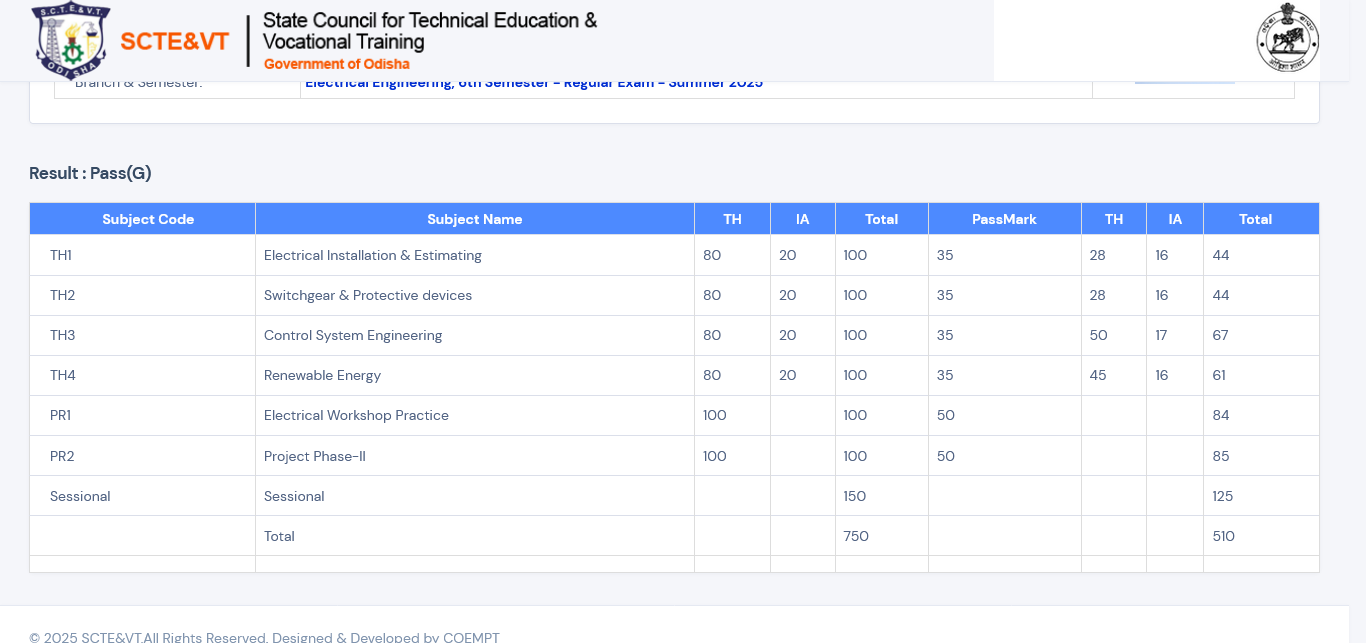 S.C.T.E.&V.T.
ODISHA
SCTE&VT
State Council for Technical Education &
Vocational Training
Government of Odisha
Branch & Semester:
Electrical Engineering, 6th Semester - Regular Exam - Summer 2025
Result : Pass(G)
Subject Code Subject Name TH IA Total PassMark TH IA Total
TH1 Electrical Installation & Estimating 80 20 100 35 28 16 44
TH2 Switchgear & Protective devices 80 20 100 35 28 16 44
TH3 Control System Engineering 80 20 100 35 50 17 67
TH4 Renewable Energy 80 20 100 35 45 16 61
PR1 Electrical Workshop Practice 100 100 50 84
PR2 Project Phase-II 100 100 50 85
Sessional Sessional 150 125
Total 750 510
© 2025 SCTE&VT.All Rights Reserved. Designed & Developed by COEMPT